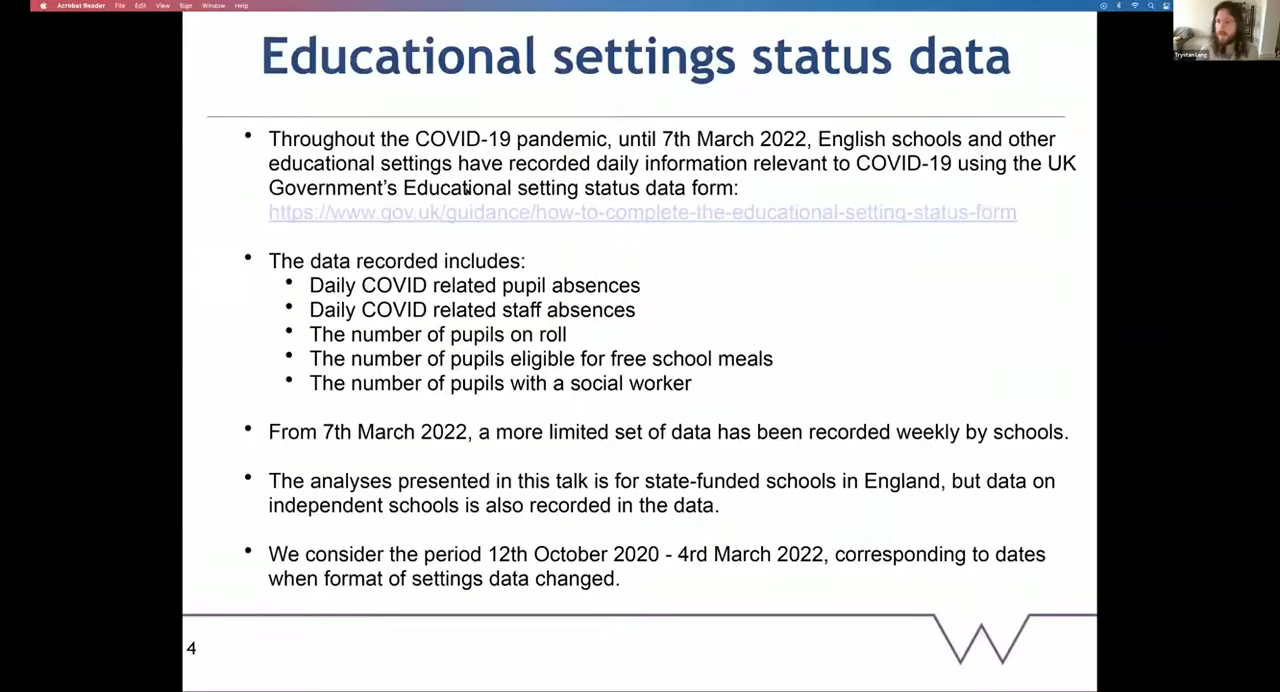 Acrobat Reader File Edit View Sign Window Help
Trystan Leng
Educational settings status data
• Throughout the COVID-19 pandemic, until 7th March 2022, English schools and other
educational settings have recorded daily information relevant to COVID-19 using the UK
Government's Educational setting status data form:
https://www.gov.uk/guidance/how-to-complete-the-educational-setting-status-form
• The data recorded includes:
• Daily COVID related pupil absences
• Daily COVID related staff absences
• The number of pupils on roll
• The number of pupils eligible for free school meals
• The number of pupils with a social worker
• From 7th March 2022, a more limited set of data has been recorded weekly by schools.
• The analyses presented in this talk is for state-funded schools in England, but data on
independent schools is also recorded in the data.
• We consider the period 12th October 2020 - 4rd March 2022, corresponding to dates
when format of settings data changed.
4